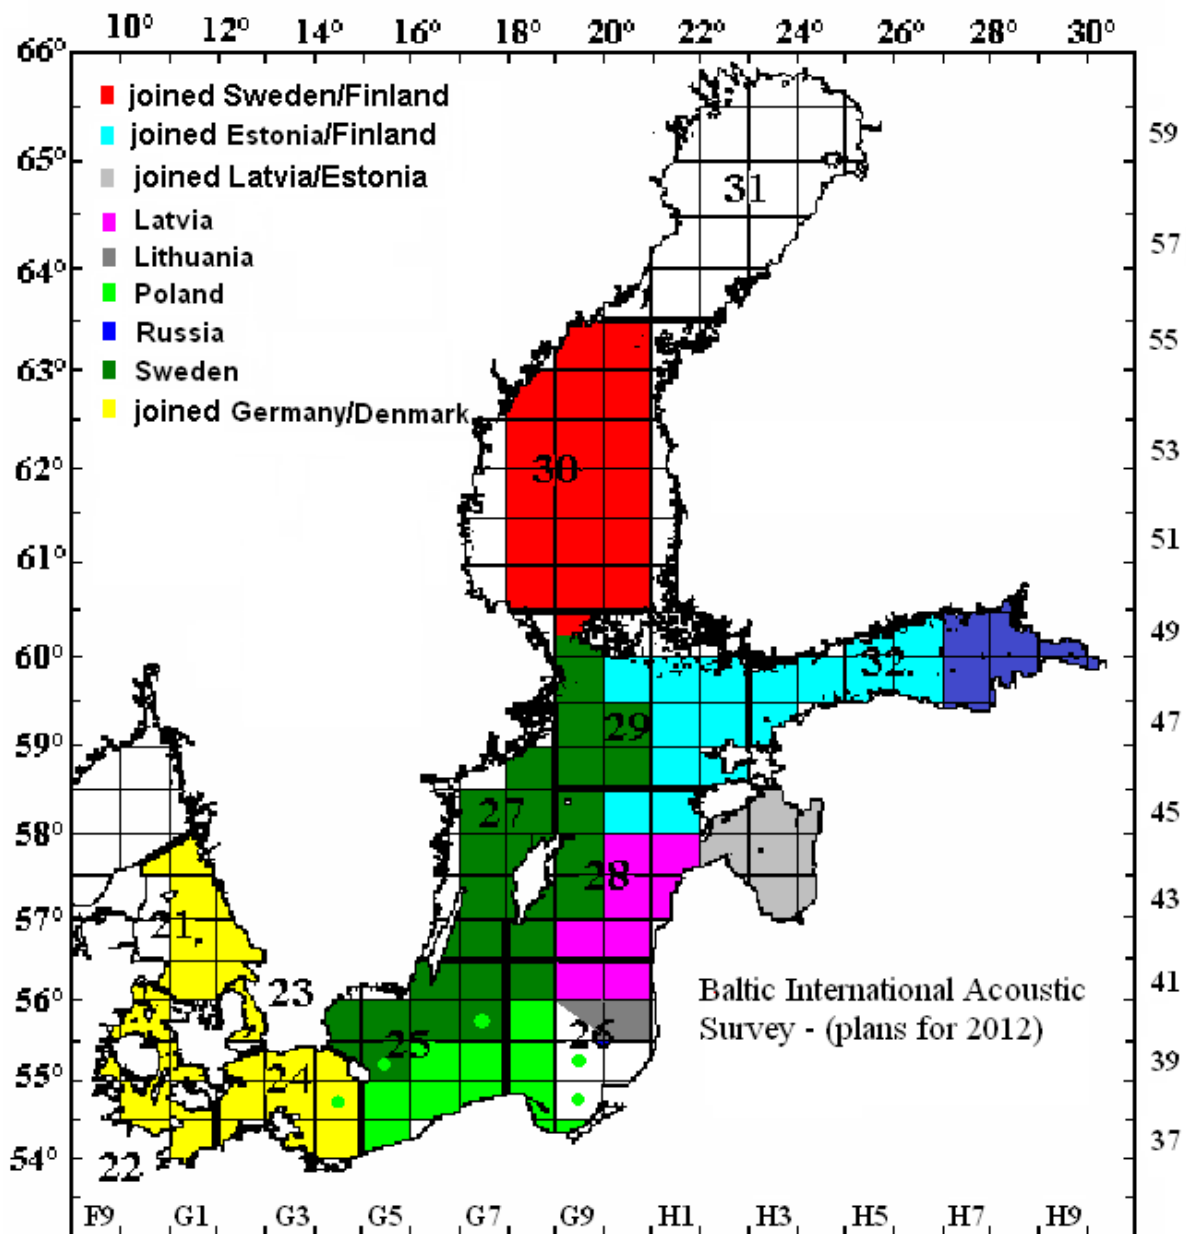 10° 12° 14° 16° 18° 20° 22° 24° 26° 28° 30°
66°
joined Sweden/Finland
joined Estonia/Finland
59
65°
joined Latvia/Estonia
31
Latvia
57
Lithuania
64°
Poland
Russia
55
63°
Sweden
joined Germany/Denmark
53
62°
30
51
61°
49
60°
32
29
47
59°
27
45
58°
28
43
57°
21
23
41
56°
Baltic International Acoustic
Survey - (plans for 2012)
26
25
39
55°
24
37
54°
22
F9 G1 G3 G5 G7 G9 H1 H3 H5 H7 H9